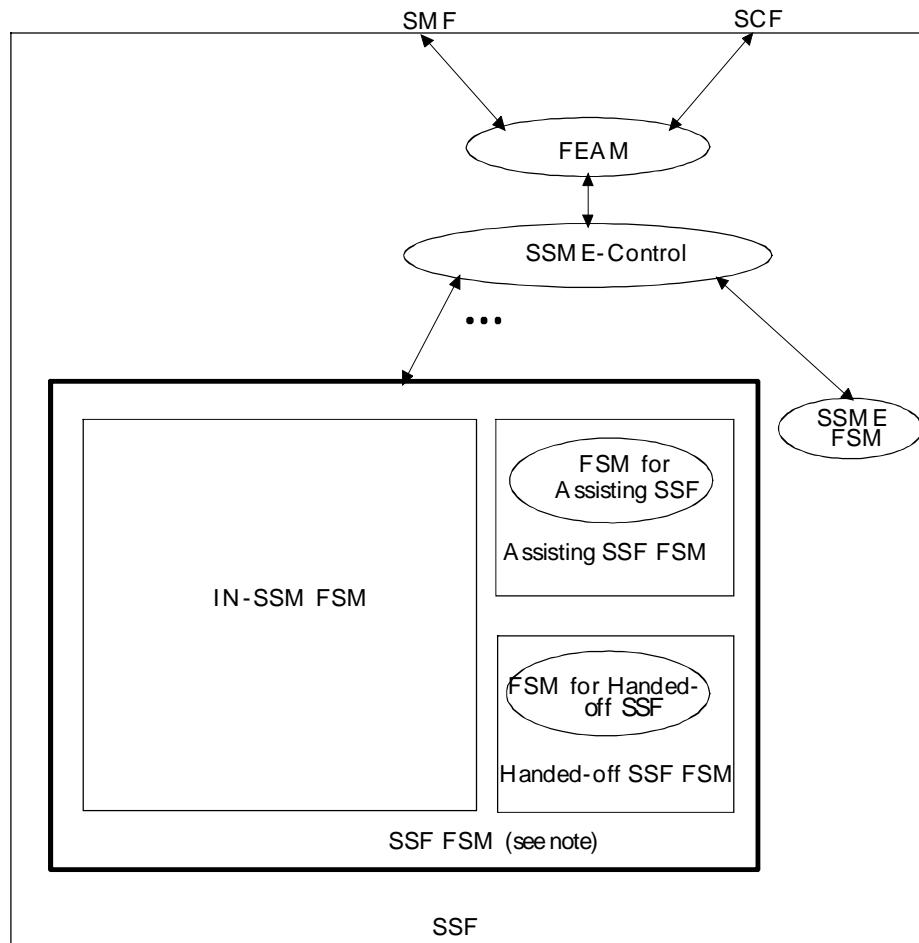 SMF SCF
FEAM
SSME-Control
...
SSME
FSM
FSM for
Assisting SSF
Assisting SSF FSM
IN-SSM FSM
FSM for Handed-
off SSF
Handed-off SSF FSM
SSF FSM (see note)
SSF